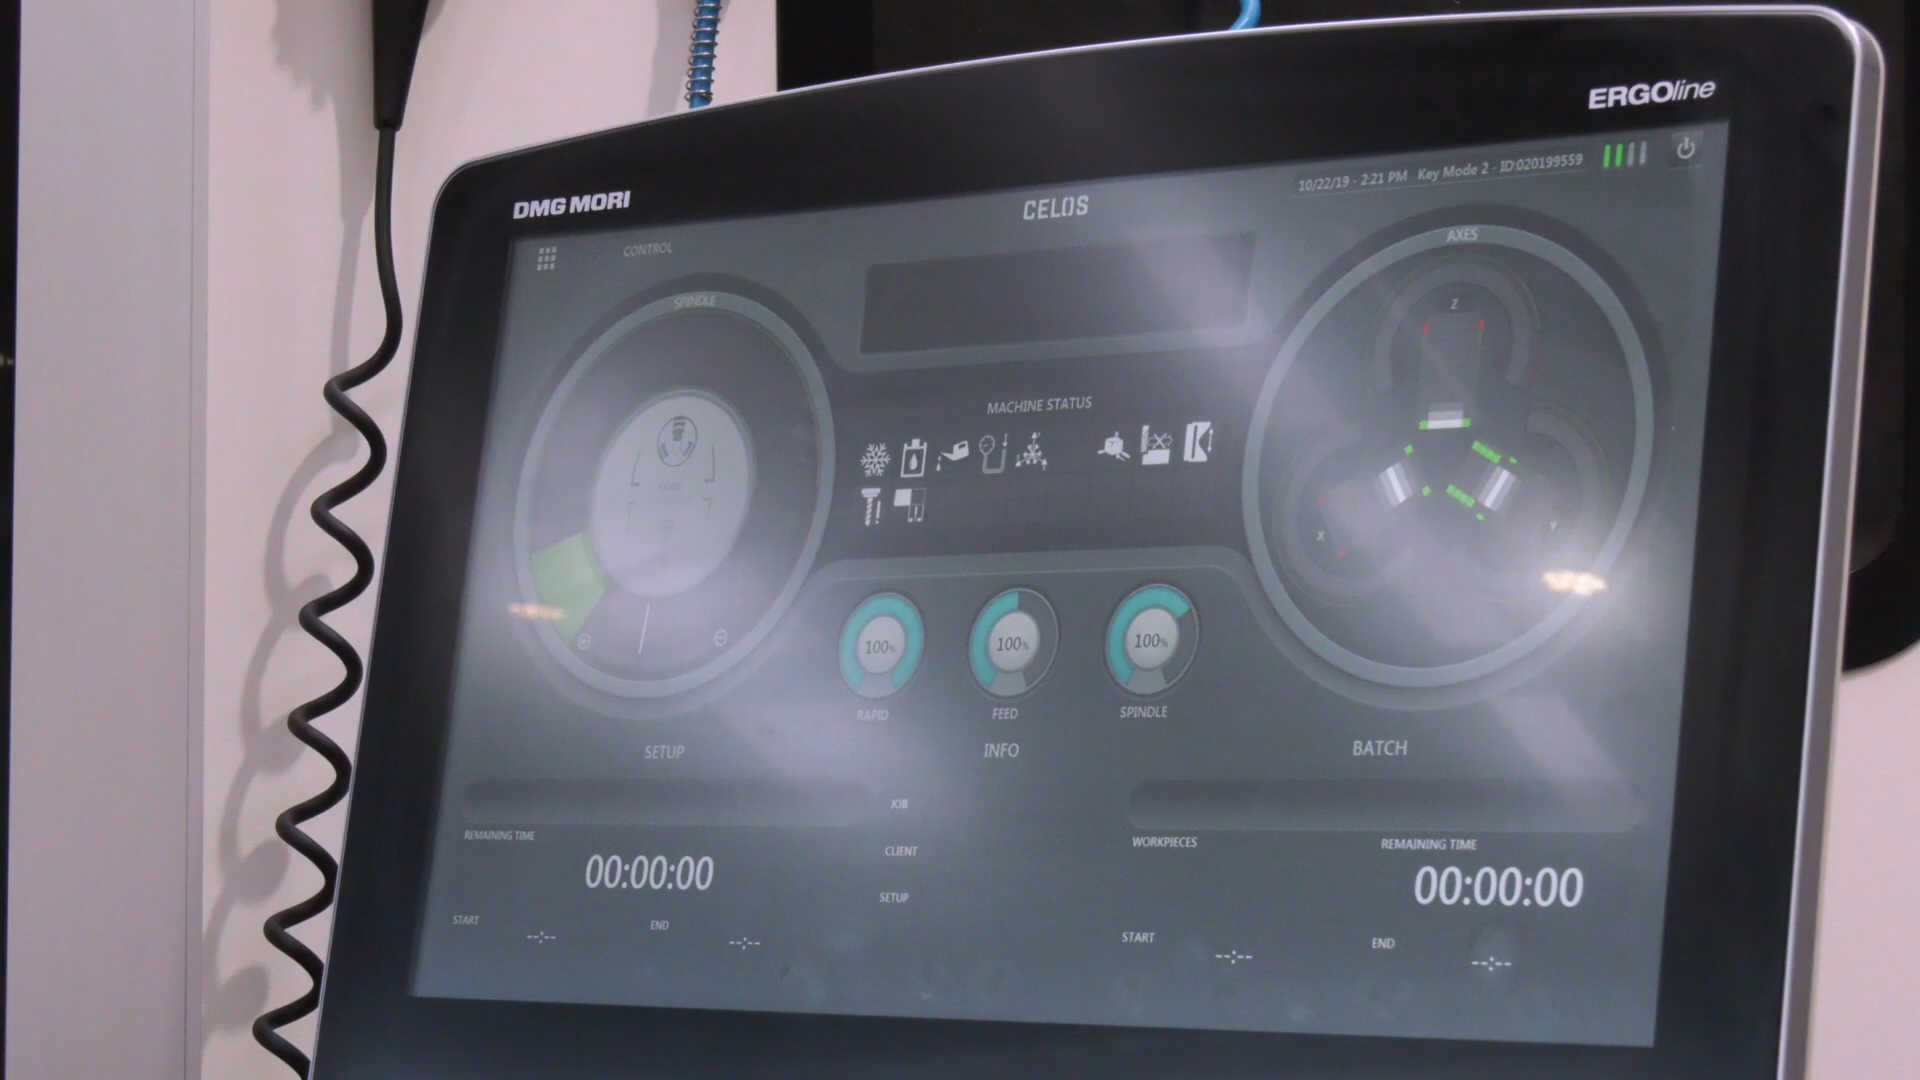 ERGOline
DMG MORI
CELOS
10/22/19 - 2:21 PM Key Mode 2 - ID:020199559
CONTROL
SPINDLE
AXES
Z
X
Y
MACHINE STATUS
LOAD
100%
100%
100%
RAPID
FEED
SPINDLE
SETUP
INFO
BATCH
JOB
REMAINING TIME
00:00:00
CLIENT
WORKPIECES
REMAINING TIME
00:00:00
SETUP
START
--:--
END
--:--
START
--:--
END
--:--